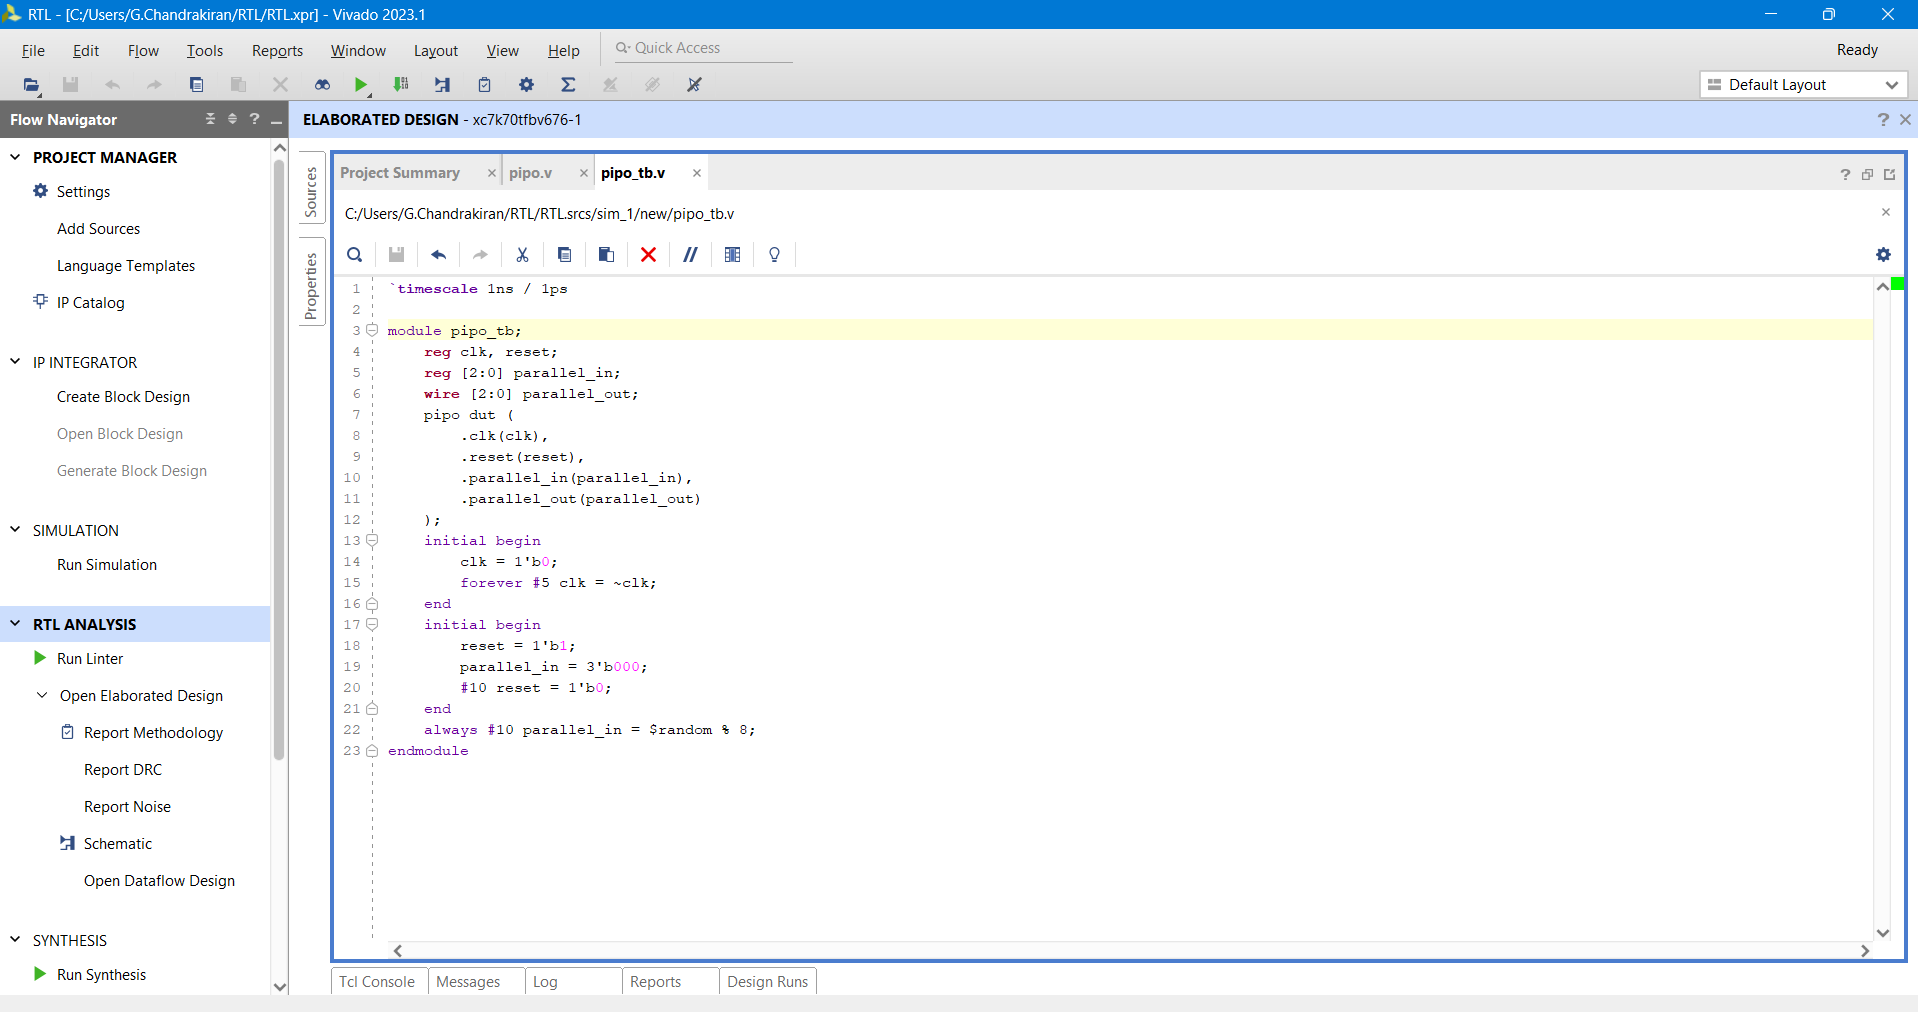 RTL - [C:/Users/G.Chandrakiran/RTL/RTL.xpr] - Vivado 2023.1
File Edit Flow Tools Reports Window Layout View Help Quick Access Ready
Default Layout
Flow Navigator
ELABORATED DESIGN - xc7k70tfbv676-1
PROJECT MANAGER
Settings
Add Sources
Language Templates
IP Catalog
IP INTEGRATOR
Create Block Design
Open Block Design
Generate Block Design
SIMULATION
Run Simulation
RTL ANALYSIS
Run Linter
Open Elaborated Design
Report Methodology
Report DRC
Report Noise
Schematic
Open Dataflow Design
SYNTHESIS
Run Synthesis
Sources
Properties
Project Summary pipo.v pipo_tb.v
C:/Users/G.Chandrakiran/RTL/RTL.srcs/sim_1/new/pipo_tb.v
1 `timescale 1ns / 1ps
2
3 module pipo_tb;
4 reg clk, reset;
5 reg [2:0] parallel_in;
6 wire [2:0] parallel_out;
7 pipo dut (
8 .clk(clk),
9 .reset(reset),
10 .parallel_in(parallel_in),
11 .parallel_out(parallel_out)
12 );
13 initial begin
14 clk = 1'b0;
15 forever #5 clk = ~clk;
16 end
17 initial begin
18 reset = 1'b1;
19 parallel_in = 3'b000;
20 #10 reset = 1'b0;
21 end
22 always #10 parallel_in = $random % 8;
23 endmodule
Tcl Console Messages Log Reports Design Runs